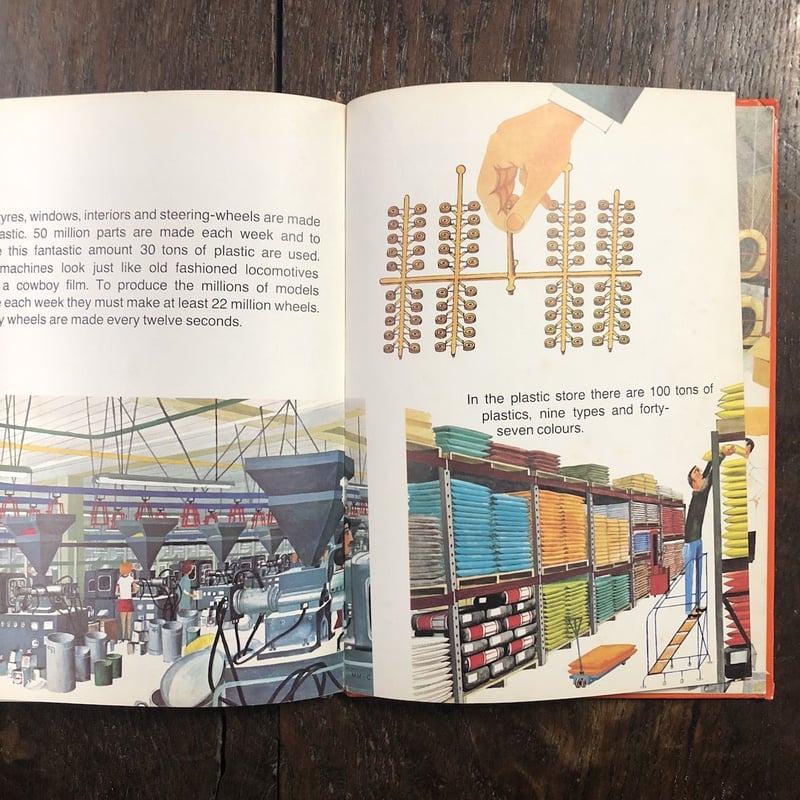 yres, windows, interiors and steering-wheels are made
astic. 50 million parts are made each week and to
this fantastic amount 30 tons of plastic are used.
machines look just like old fashioned locomotives
a cowboy film. To produce the millions of models
each week they must make at least 22 million wheels.
y wheels are made every twelve seconds.
In the plastic store there are 100 tons of
plastics, nine types and forty-
seven colours.